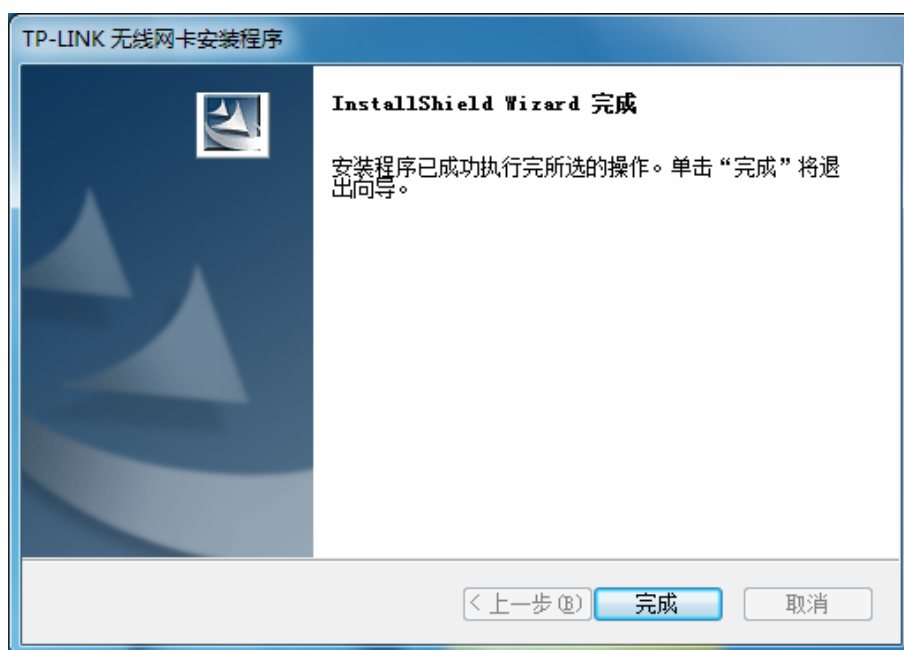 TP-LINK 无线网卡安装程序
InstallShield Wizard 完成
安装程序已成功执行完所选的操作。单击“完成”将退
出向导。
< 上一步(B)
完成
取消